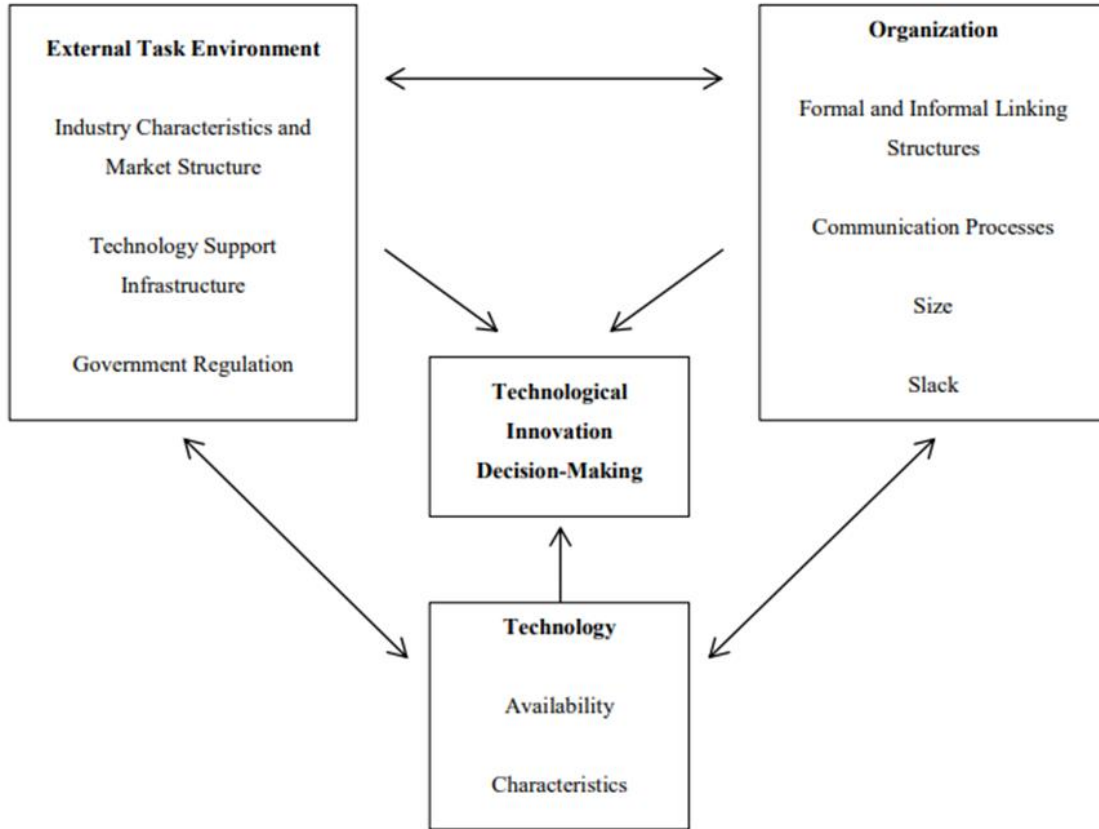 External Task Environment
Industry Characteristics and
Market Structure
Technology Support
Infrastructure
Government Regulation
Organization
Formal and Informal Linking
Structures
Communication Processes
Size
Slack
Technological
Innovation
Decision-Making
Technology
Availability
Characteristics